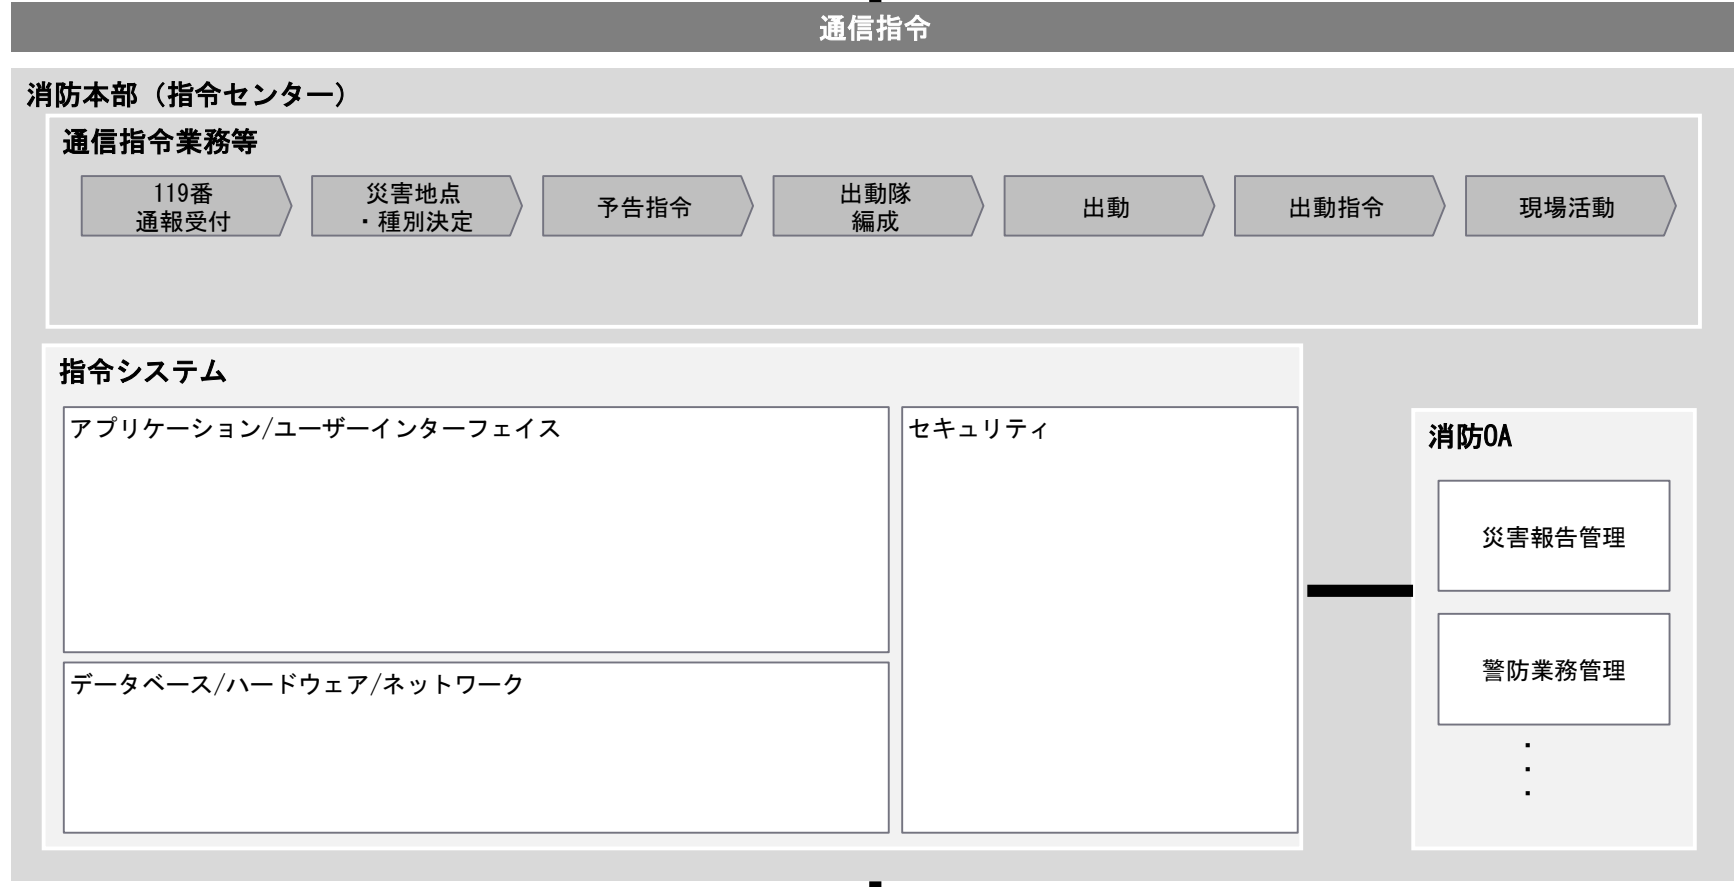 通信指令
消防本部（指令センター）
通信指令業務等
119番
通報受付
災害地点
・種別決定
予告指令
出動隊
編成
出動
出動指令
現場活動
指令システム
アプリケーション/ユーザーインターフェイス
セキュリティ
データベース/ハードウェア/ネットワーク
消防OA
災害報告管理
警防業務管理
・
・
・